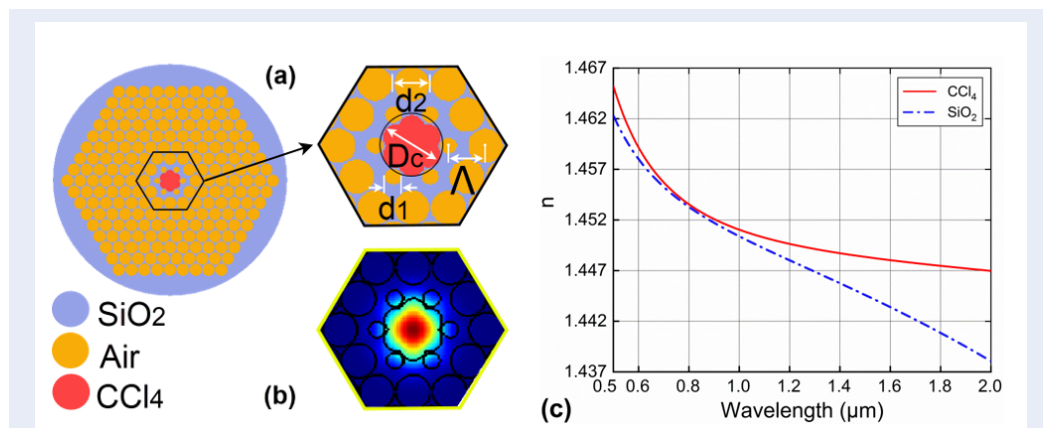 (a)
d2
Dc
Λ
d1
SiO2
Air
CCl4
(b)
1.467
1.462
1.457
1.452
1.447
1.442
1.437
n
CCl4
SiO2
0.5 0.6 0.8 1.0 1.2 1.4 1.6 1.8 2.0
Wavelength (μm)
(c)